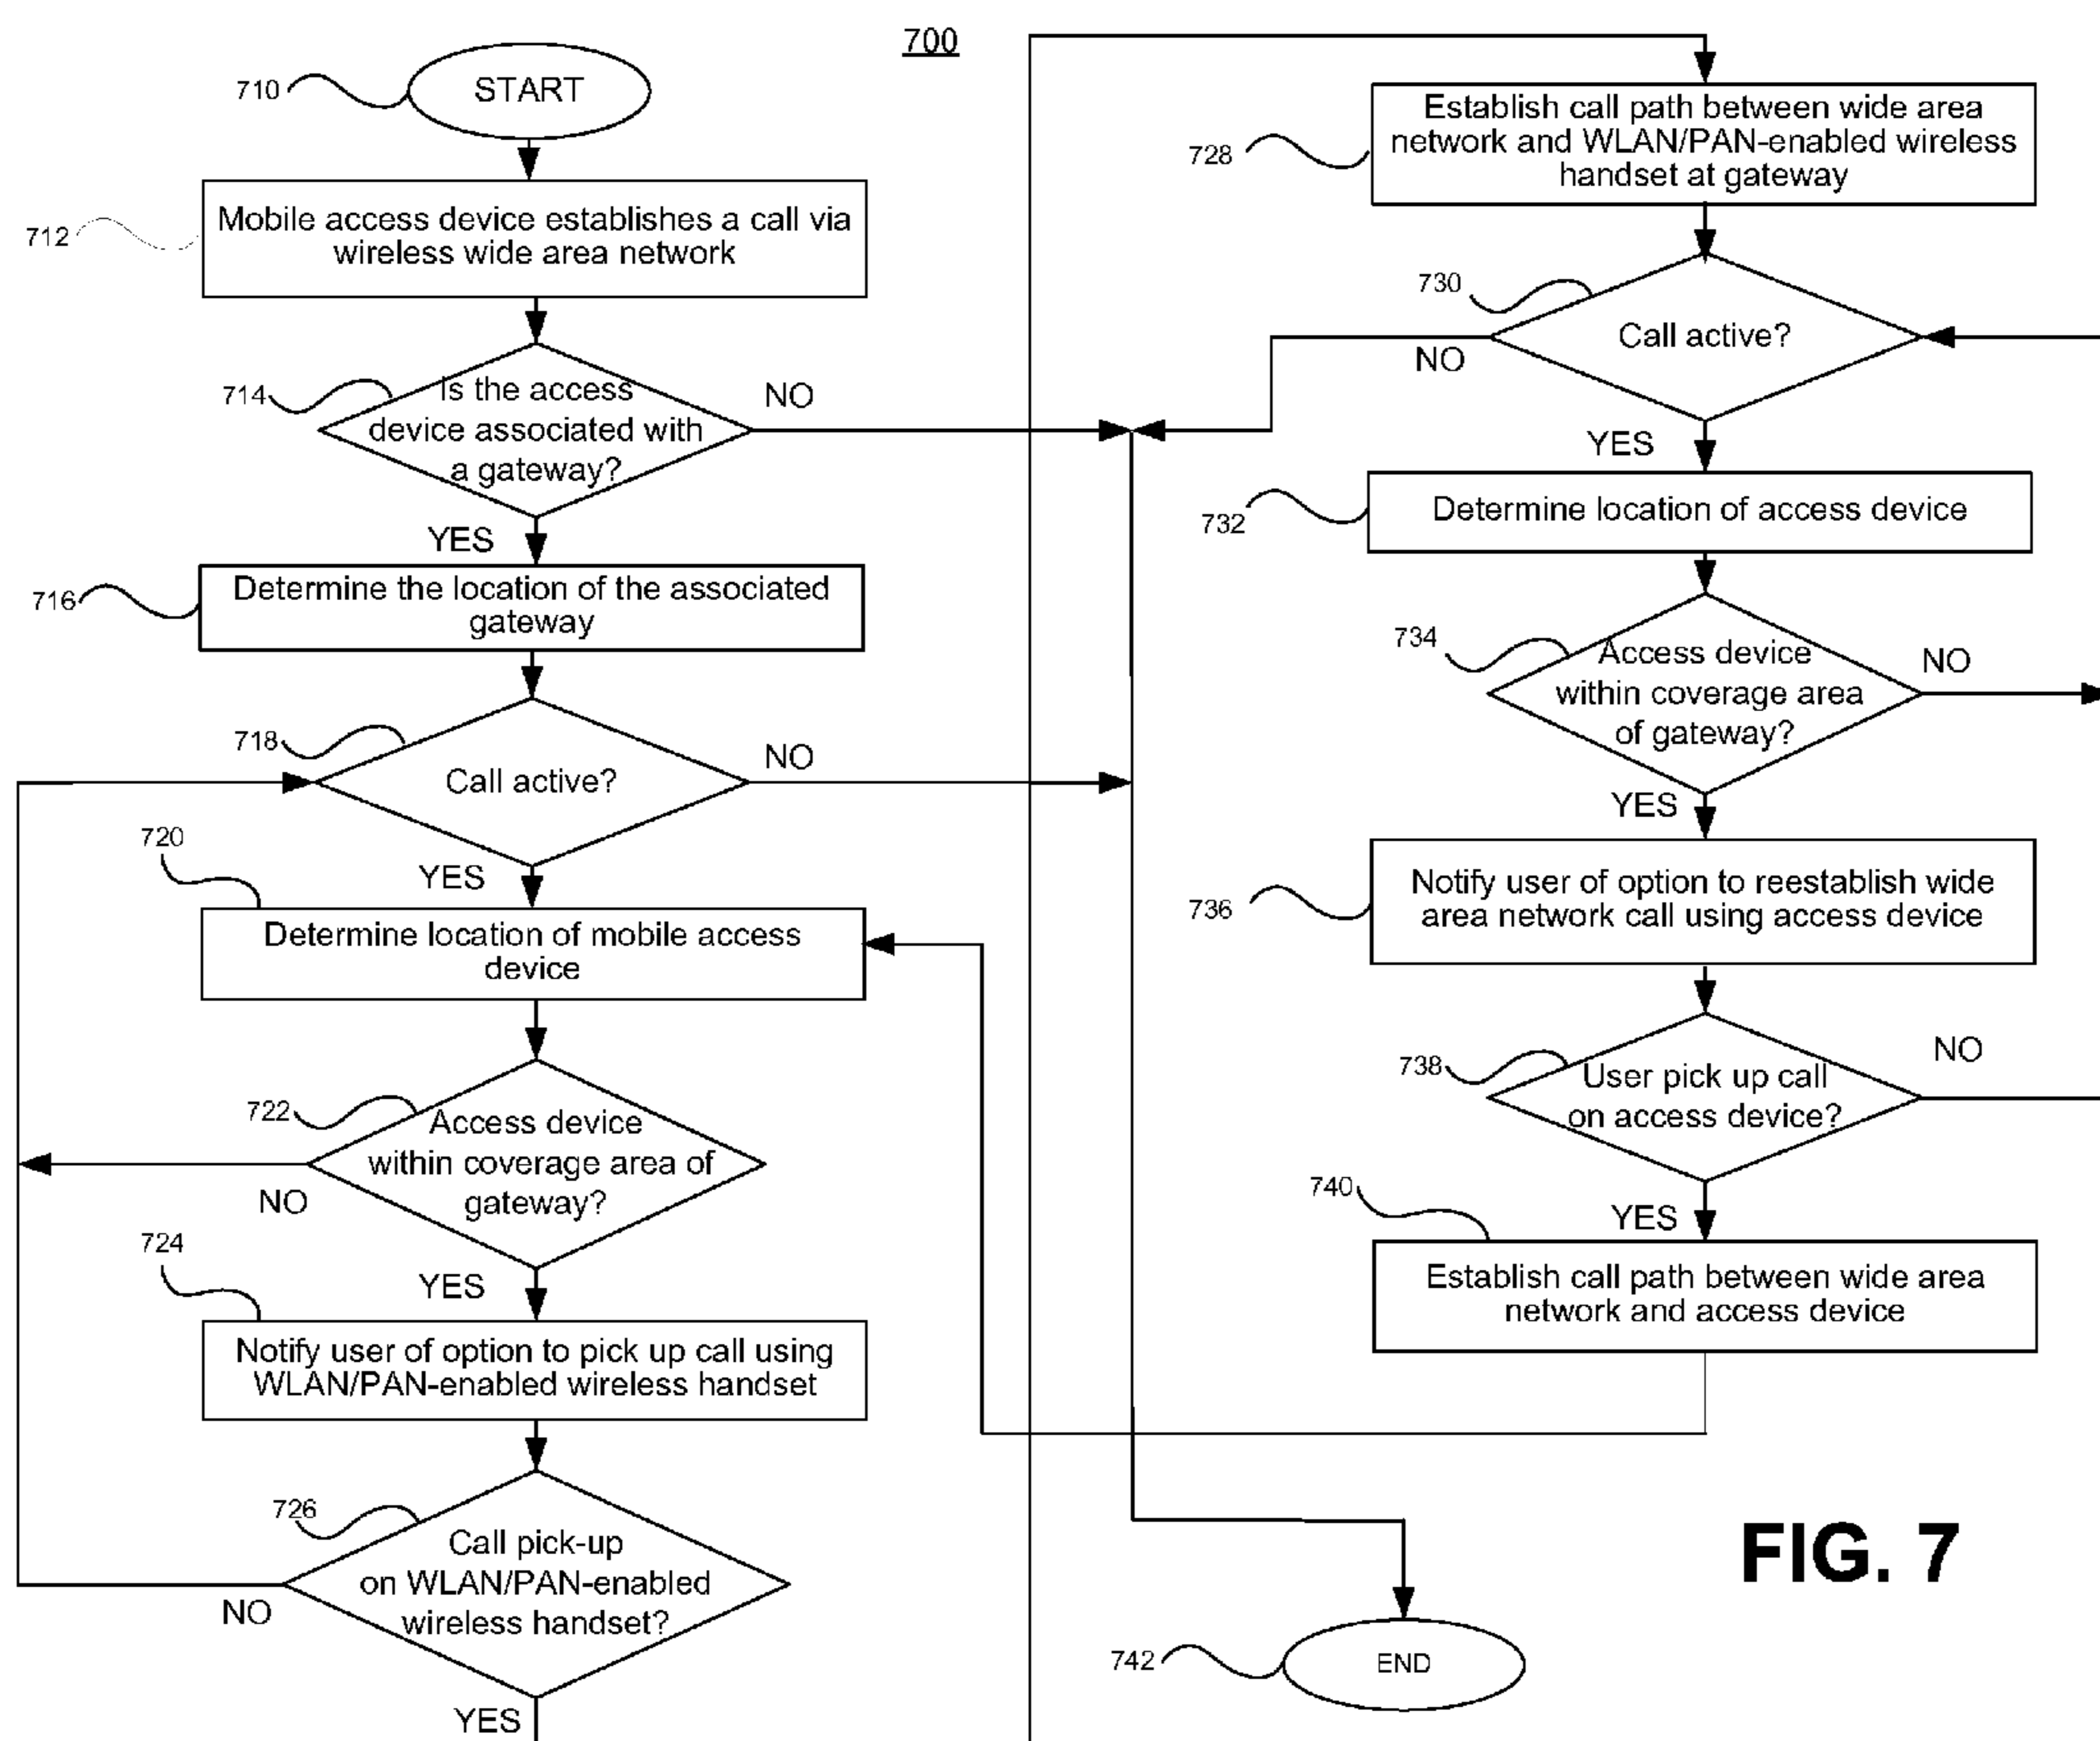 700
710
START
712
Mobile access device establishes a call via
wireless wide area network
714
Is the access
device associated with
a gateway?
NO
YES
716
Determine the location of the associated
gateway
718
Call active?
NO
YES
720
Determine location of mobile access
device
722
Access device
within coverage area of
gateway?
NO
YES
724
Notify user of option to pick up call using
WLAN/PAN-enabled wireless handset
726
Call pick-up
on WLAN/PAN-enabled
wireless handset?
NO
YES
728
Establish call path between wide area
network and WLAN/PAN-enabled wireless
handset at gateway
730
Call active?
NO
YES
732
Determine location of access device
734
Access device
within coverage area
of gateway?
NO
YES
736
Notify user of option to reestablish wide
area network call using access device
738
User pick up call
on access device?
NO
YES
740
Establish call path between wide area
network and access device
742
END
FIG. 7